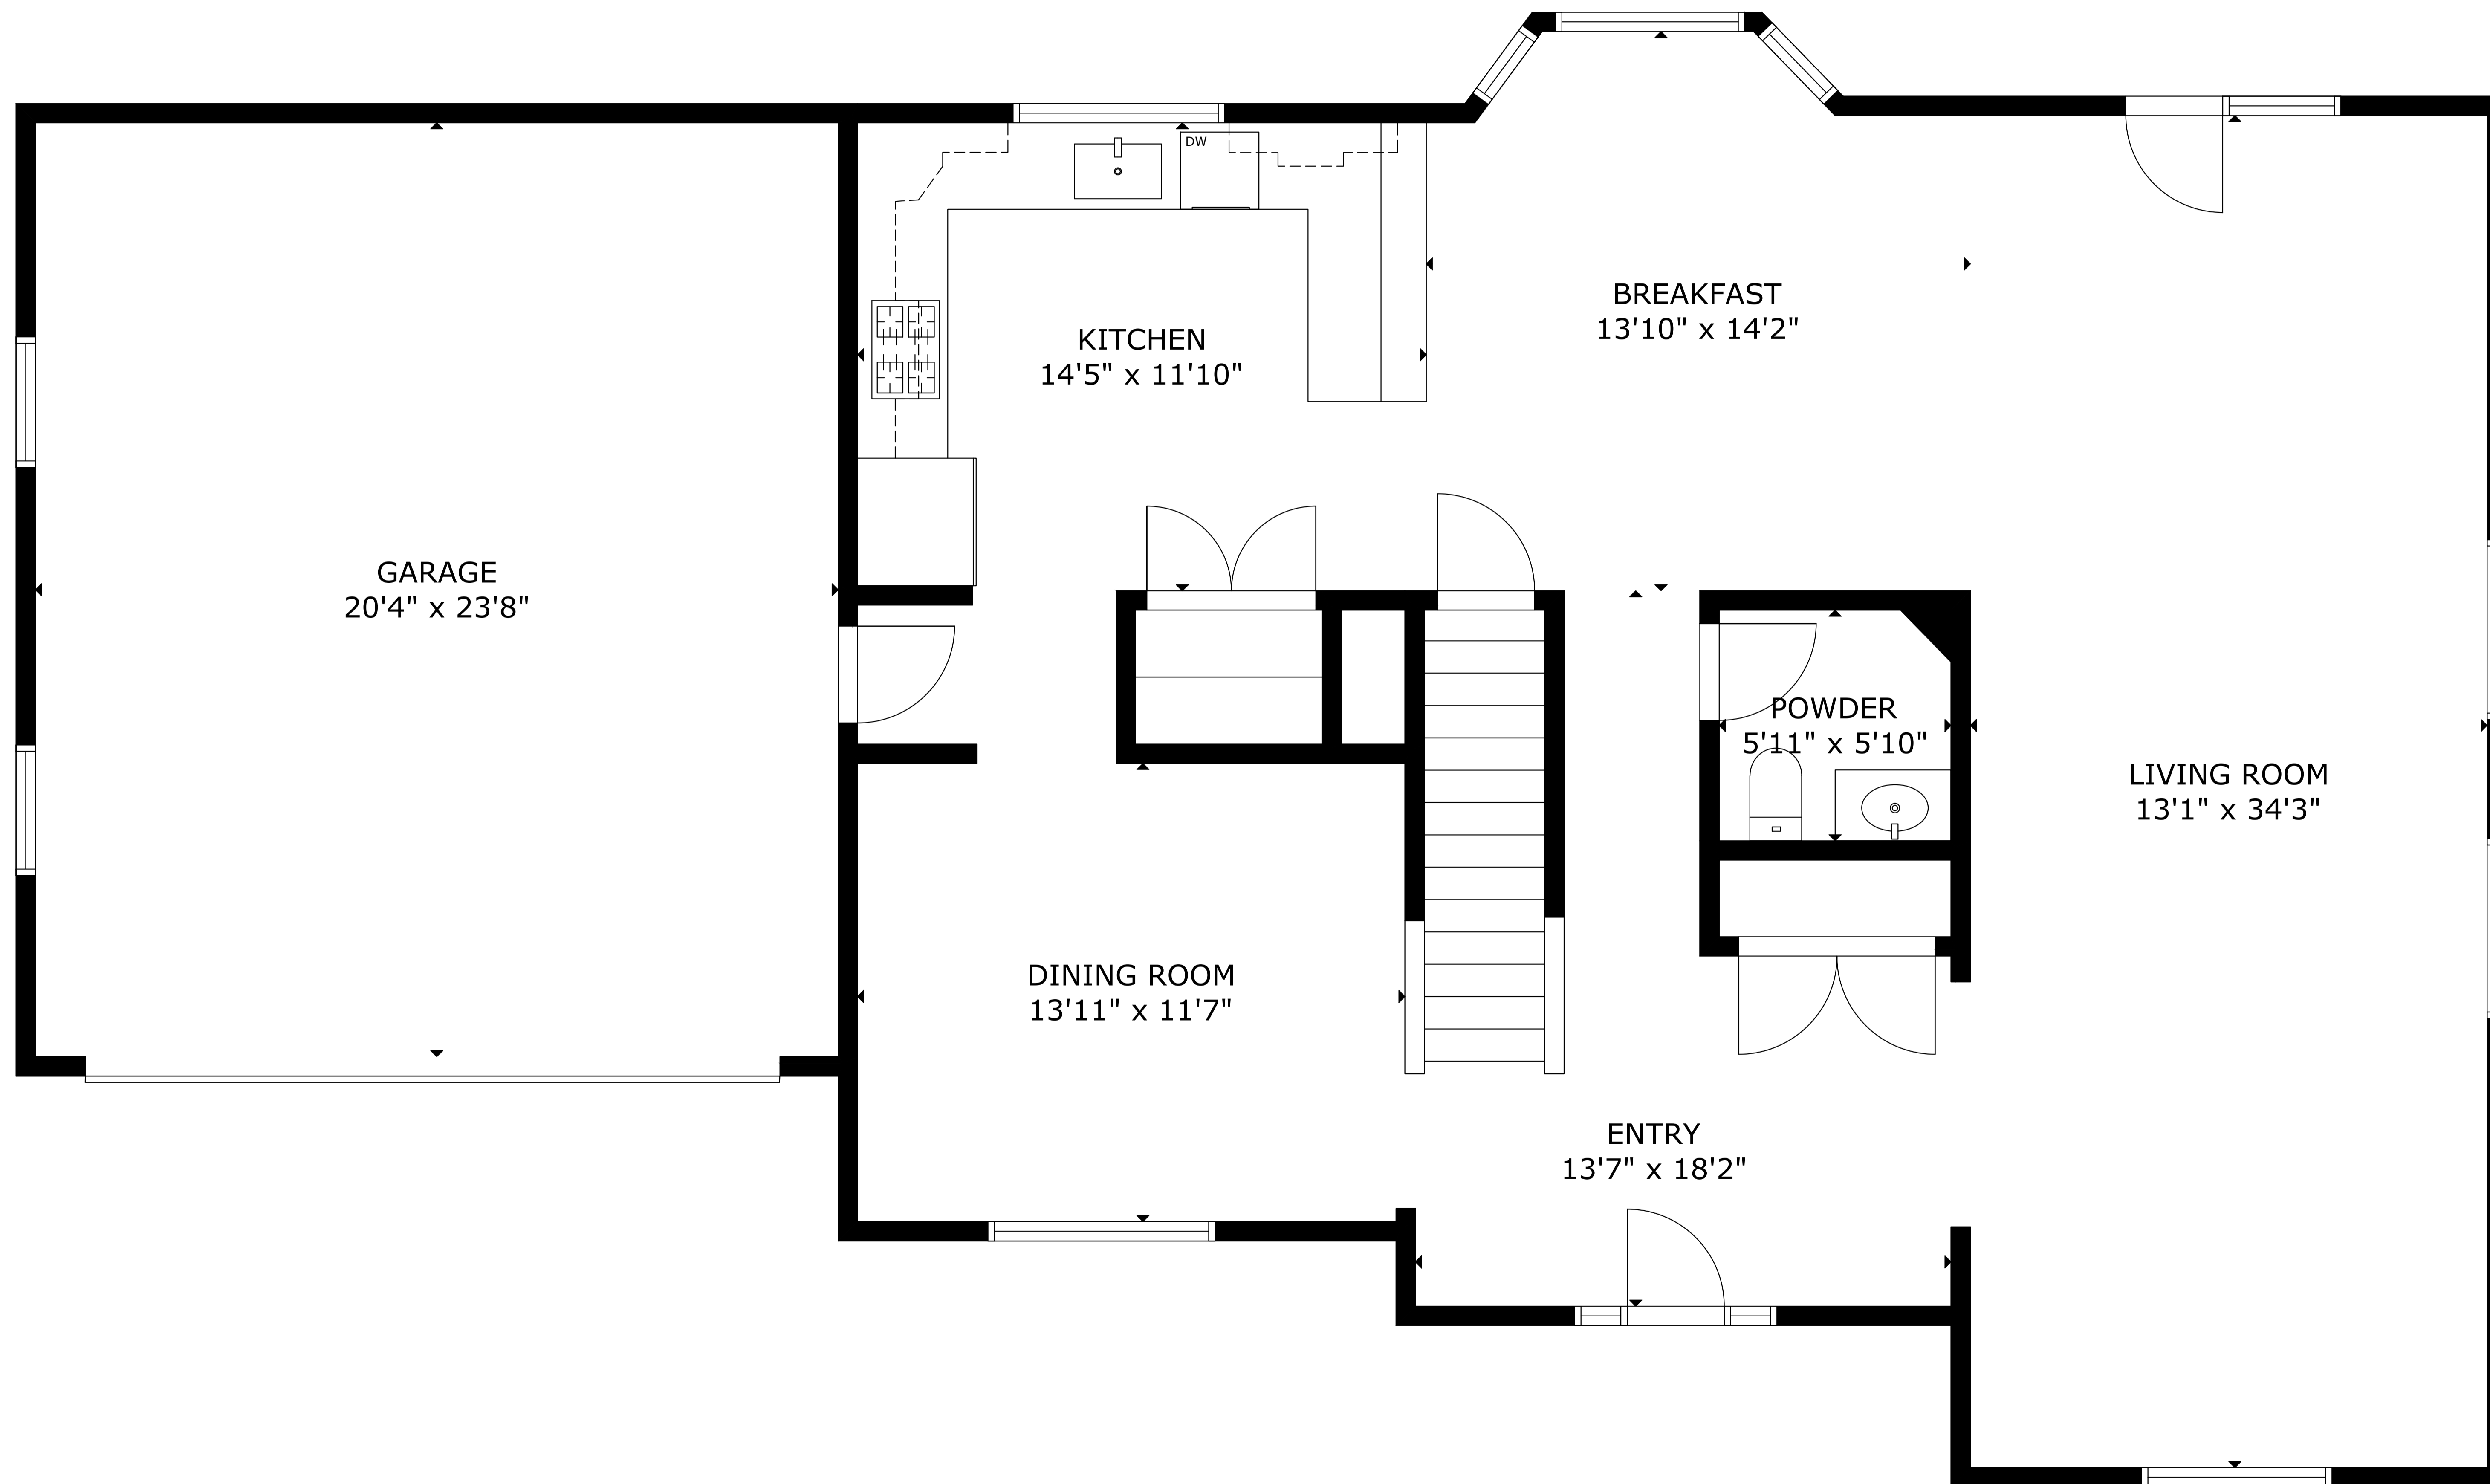 DW
BREAKFAST
13'10" x 14'2"
KITCHEN
14'5" x 11'10"
GARAGE
20'4" x 23'8"
POWDER
5'11" x 5'10"
LIVING ROOM
13'1" x 34'3"
DINING ROOM
13'11" x 11'7"
ENTRY
13'7" x 18'2"